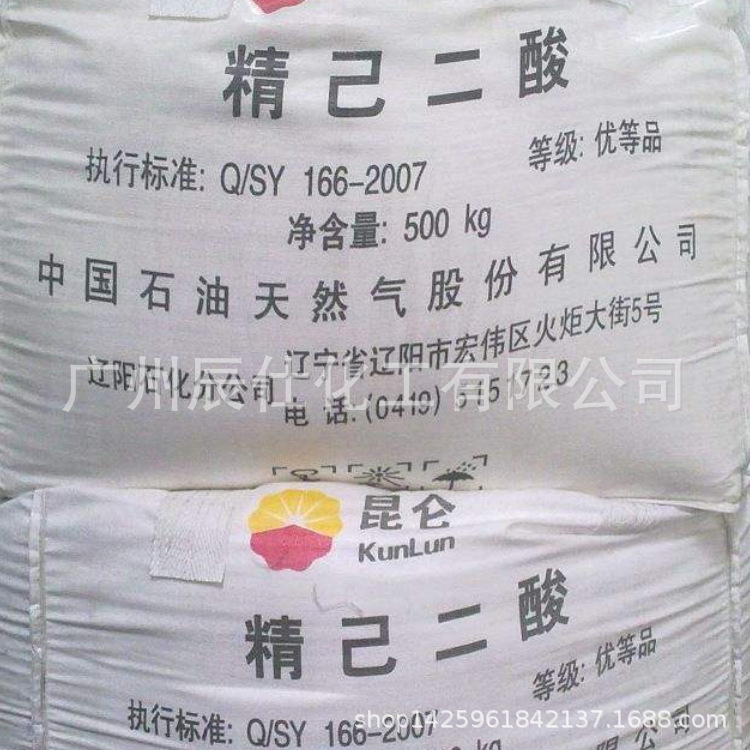 精己二酸
等级: 优等品
执行标准: Q/SY 166-2007
净含量: 500 kg
中国石油天然气股份有限公司
辽宁省辽阳市宏伟区火炬大街5号
辽阳石化分公司
广州辰仕化工有限公司
电话:(0419) 5151723
昆仑
KunLun
精己二酸
等级: 优等品
执行标准: Q/SY 166-2007
shop1425961842137.1688.com
kg